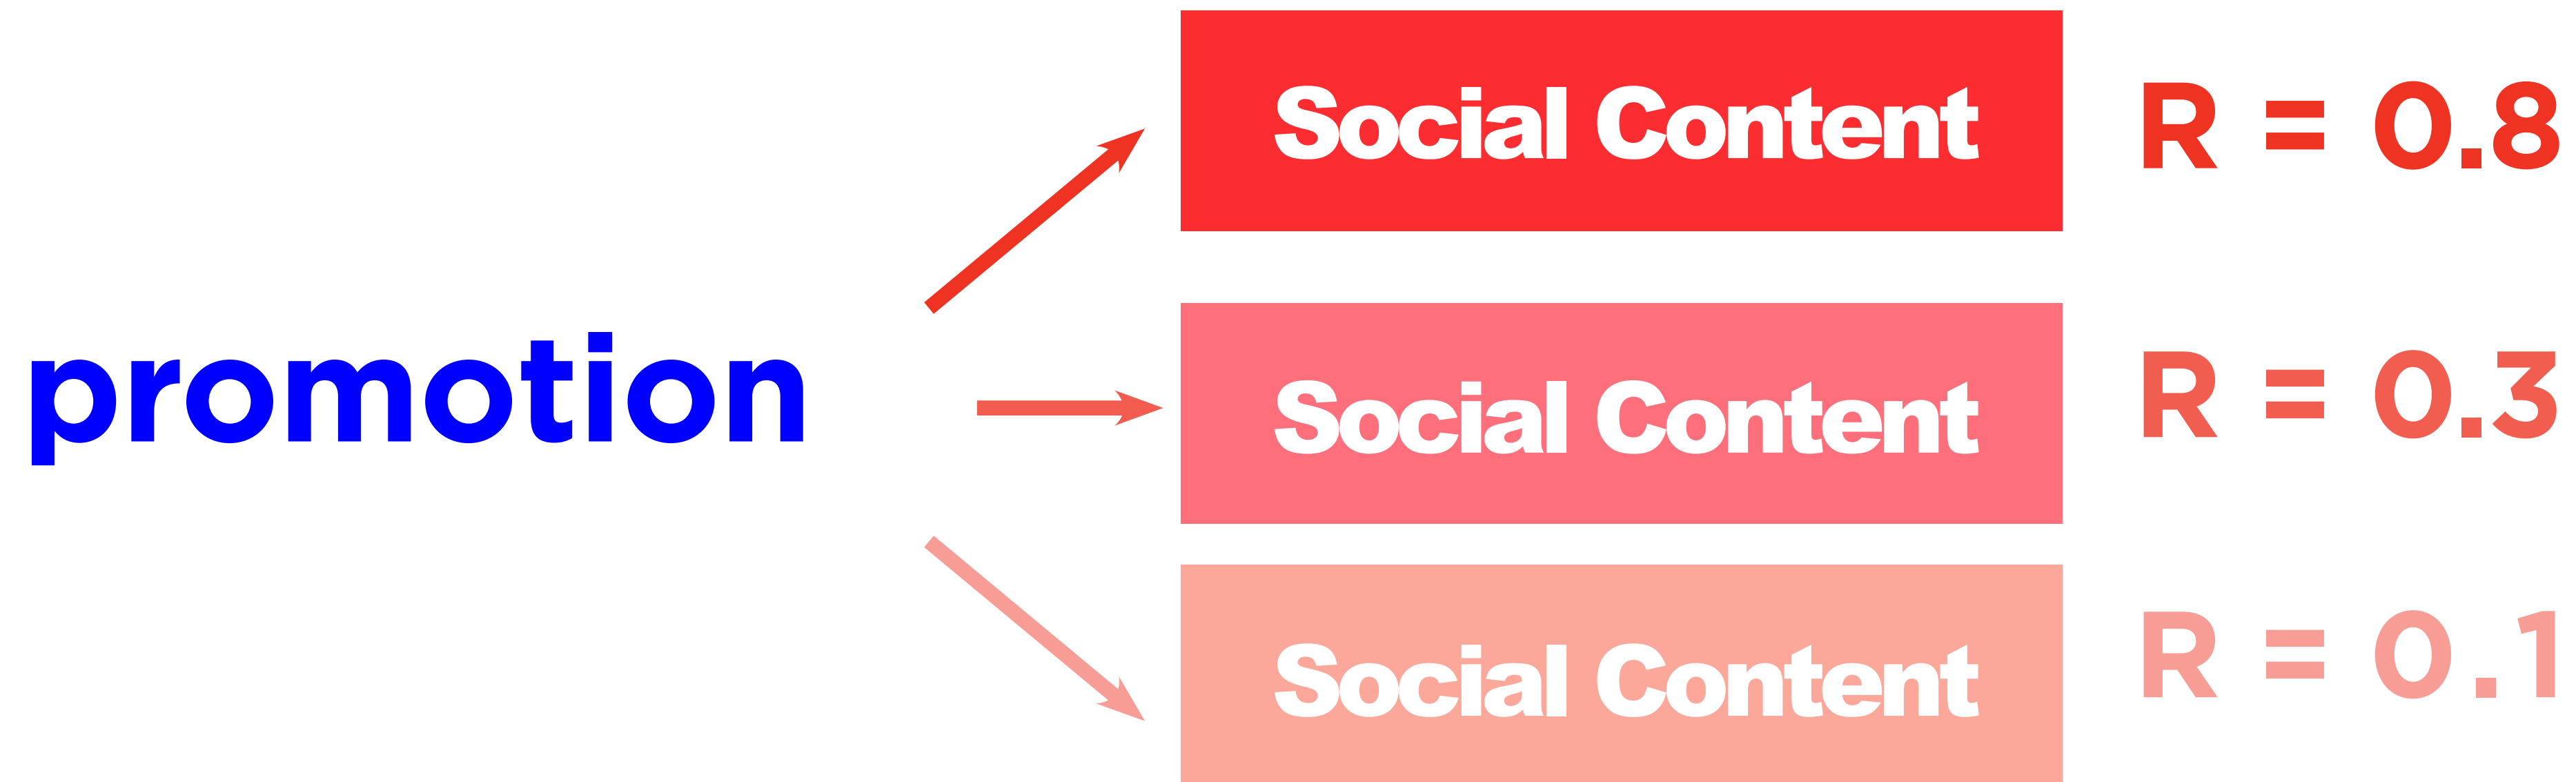 promotion
Social Content R = 0.8
Social Content R = 0.3
Social Content R = 0.1